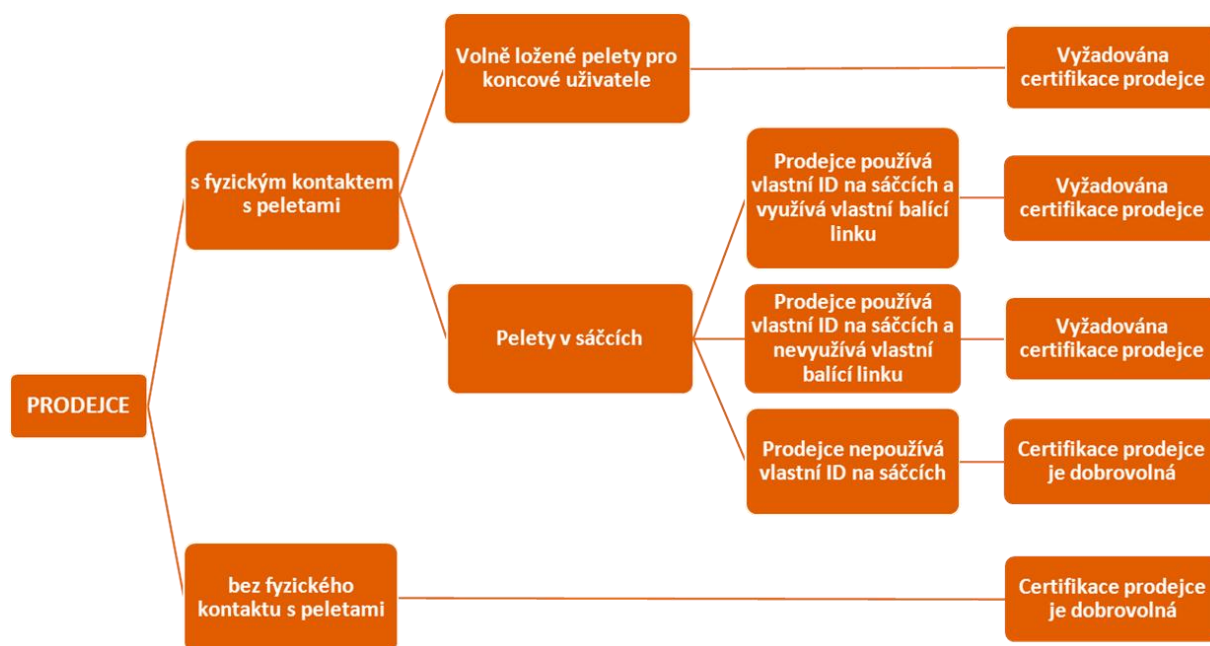 PRODEJCE
s fyzickým kontaktem
s peletami
Volně ložené pelety pro
koncové uživatele
Vyžadována
certifikace prodejce
Pelety v sáčcích
Prodejce používá
vlastní ID na sáčcích a
využívá vlastní balící
linku
Vyžadována
certifikace prodejce
Prodejce používá
vlastní ID na sáčcích a
nevyužívá vlastní
balící linku
Vyžadována
certifikace prodejce
Prodejce nepoužívá
vlastní ID na sáčcích
Certifikace prodejce
je dobrovolná
bez fyzického
kontaktu s peletami
Certifikace prodejce
je dobrovolná